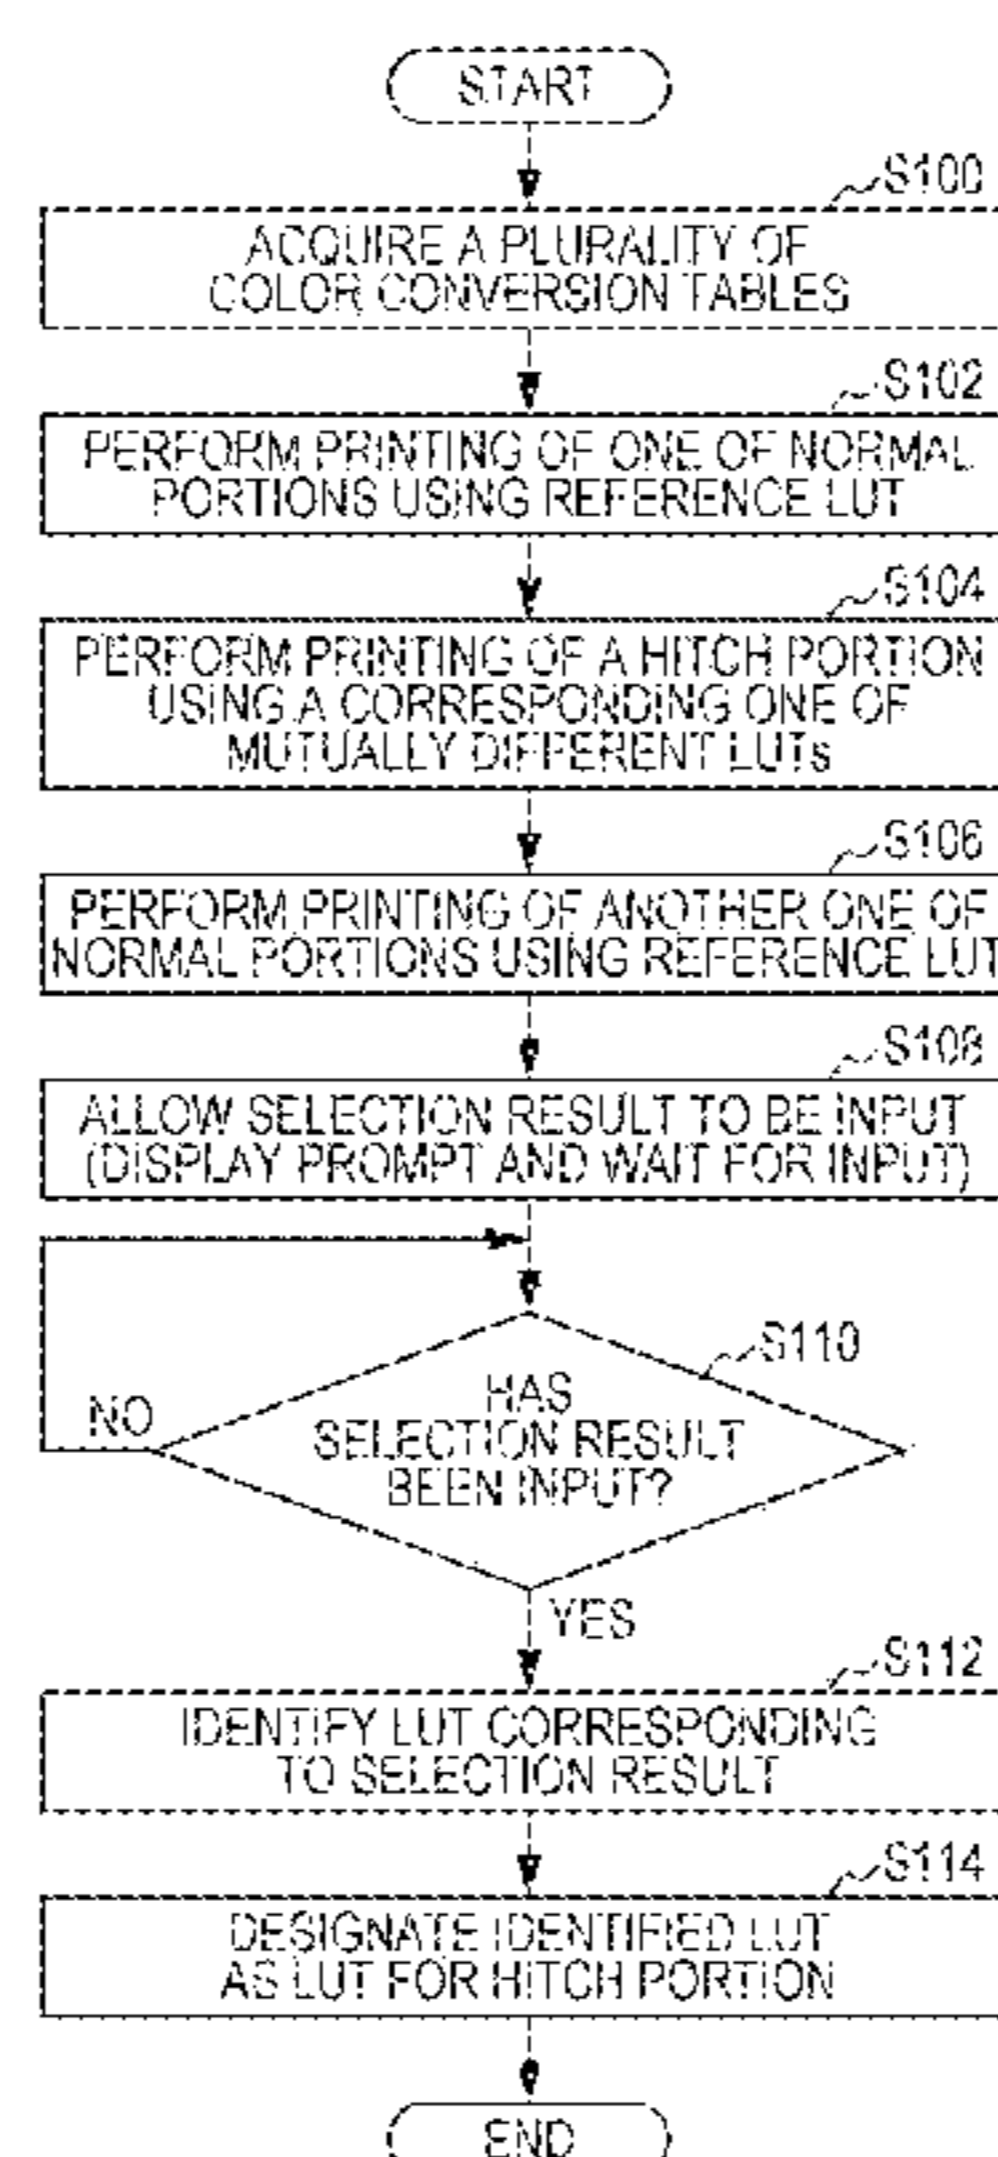 START
S100
ACQUIRE A PLURALITY OF
COLOR CONVERSION TABLES
S102
PERFORM PRINTING OF ONE OF NORMAL
PORTIONS USING REFERENCE LUT
S104
PERFORM PRINTING OF A HITCH PORTION
USING A CORRESPONDING ONE OF
MUTUALLY DIFFERENT LUTs
S106
PERFORM PRINTING OF ANOTHER ONE OF
NORMAL PORTIONS USING REFERENCE LUT
S108
ALLOW SELECTION RESULT TO BE INPUT
(DISPLAY PROMPT AND WAIT FOR INPUT)
S110
HAS
SELECTION RESULT
BEEN INPUT?
NO
YES
S112
IDENTIFY LUT CORRESPONDING
TO SELECTION RESULT
S114
DESIGNATE IDENTIFIED LUT
AS LUT FOR HITCH PORTION
END